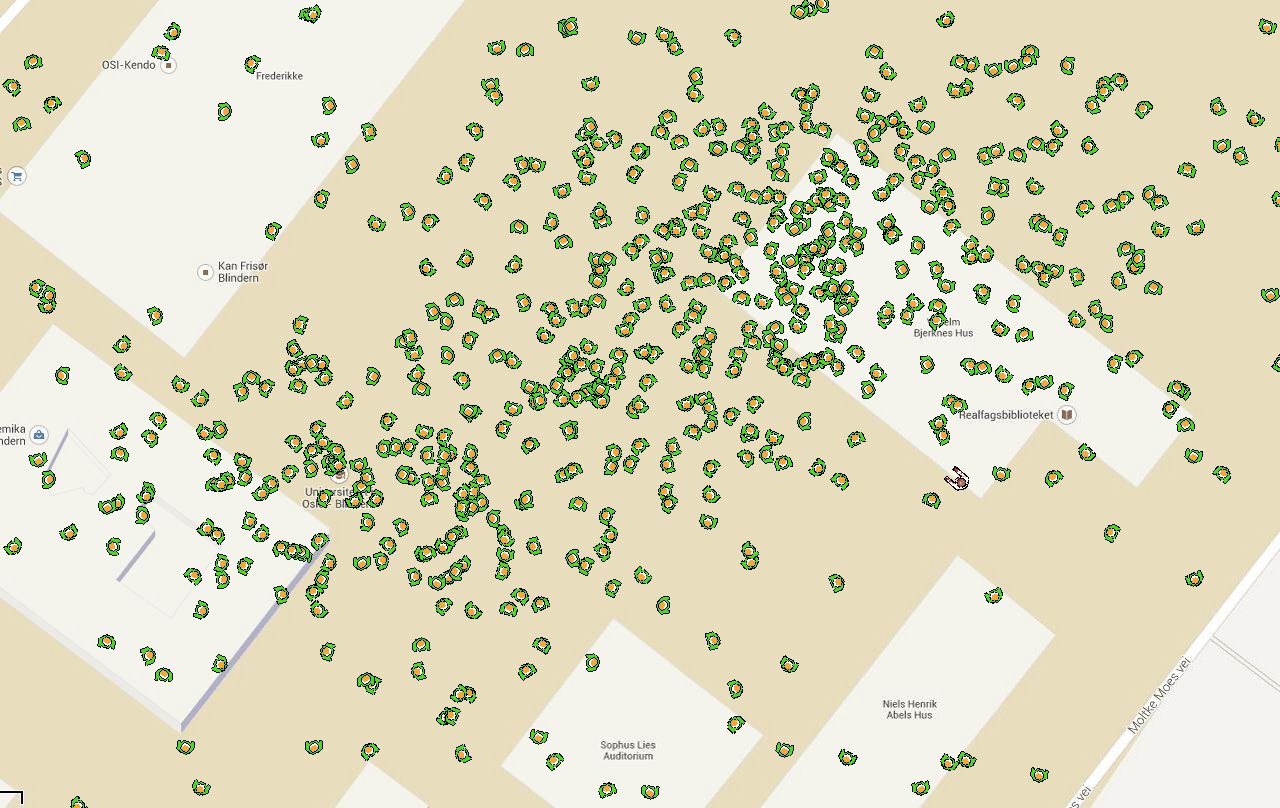 OSI-Kendo
Frederikke
Kan Frisør
Blindern
Bjerknes Hus
Realfagsbiblioteket
Niels Henrik
Abels Hus
Sophus Lies
Auditorium
Moltke Moes vei